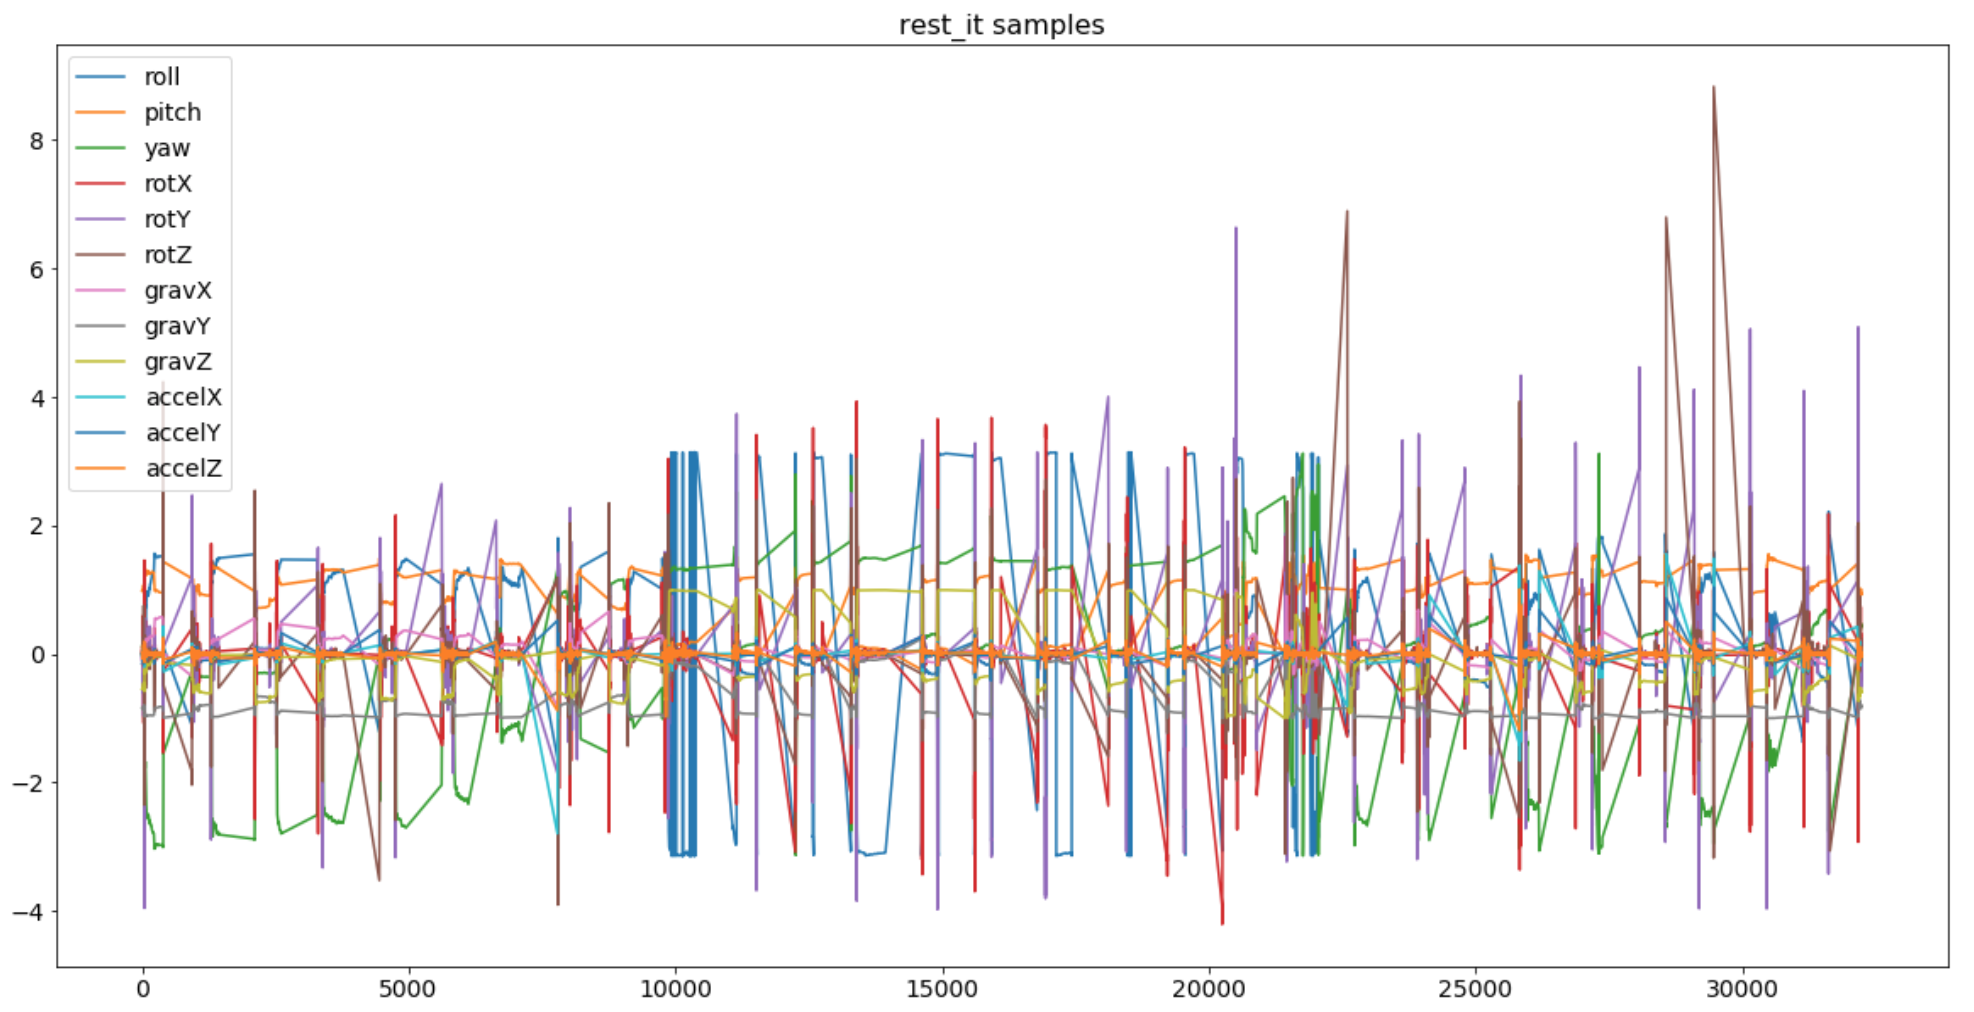 rest_it samples
roll
pitch
yaw
rotX
rotY
rotZ
gravX
gravY
gravZ
accelX
accelY
accelZ
8
6
4
2
0
−2
−4
0 5000 10000 15000 20000 25000 30000